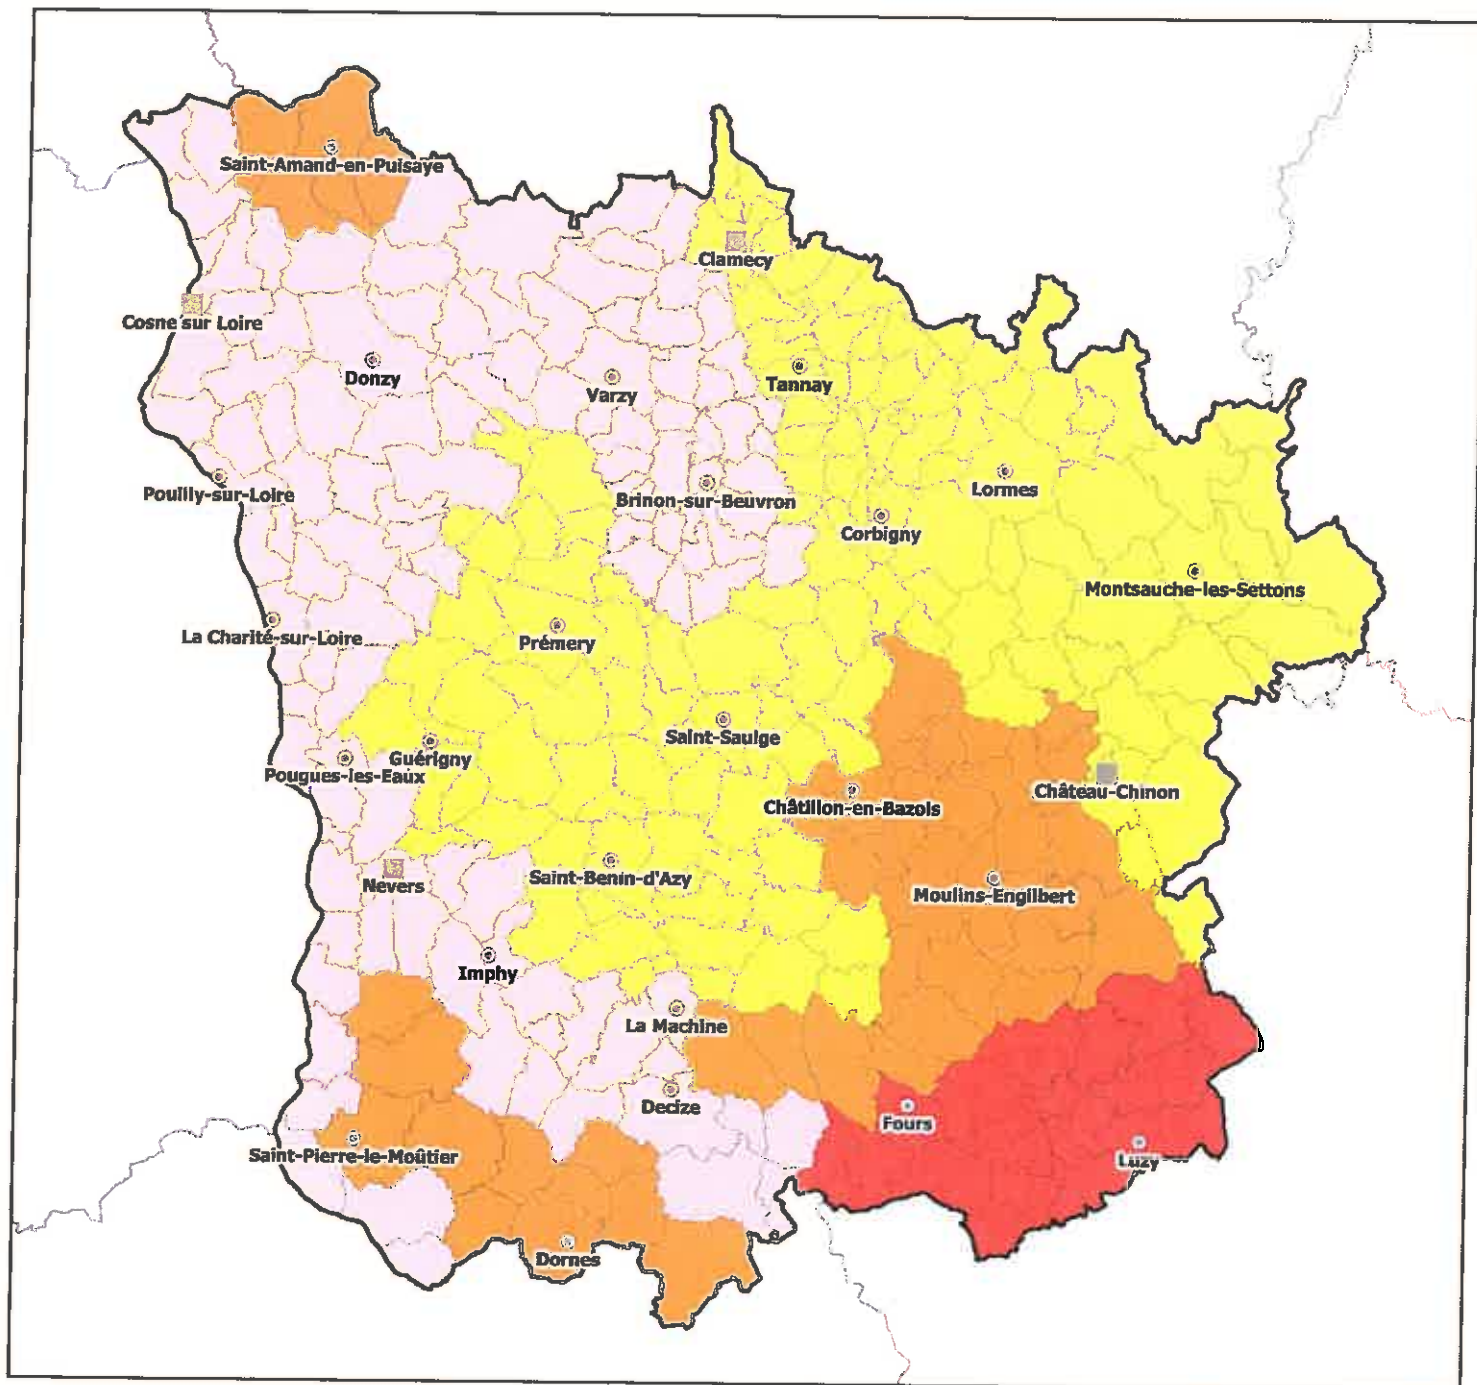 Saint-Amand-en-Puisaye
Clamecy
Cosne sur Loire
Donzy
Varzy
Tannay
Pouilly-sur-Loire
Brinon-sur-Beuvron
Lormes
Corbigny
Montsauche-les-Settons
La Charité-sur-Loire
Prémery
Saint-Saulge
Guérigny
Pougues-les-Eaux
Châtillon-en-Bazois
Château-Chinon
Nevers
Saint-Benin-d'Azy
Moulins-Engilbert
Imphy
La Machine
Decize
Fours
Saint-Pierre-le-Moûtier
Luzy
Dornes